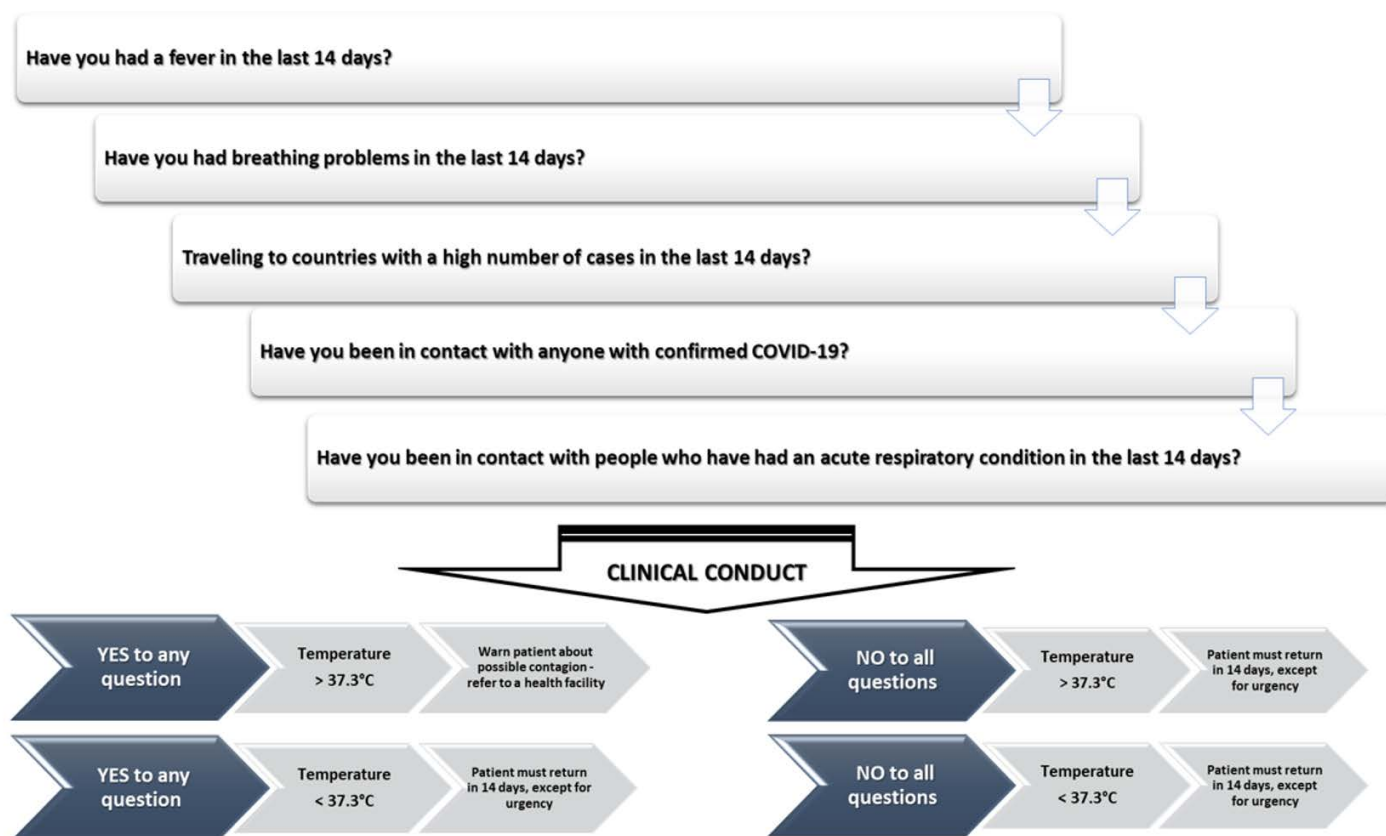 Have you had a fever in the last 14 days?
Have you had breathing problems in the last 14 days?
Traveling to countries with a high number of cases in the last 14 days?
Have you been in contact with anyone with confirmed COVID-19?
Have you been in contact with people who have had an acute respiratory condition in the last 14 days?
CLINICAL CONDUCT
YES to any
question
Temperature
> 37.3°C
Warn patient about
possible contagion -
refer to a health facility
NO to all
questions
Temperature
> 37.3°C
Patient must return
in 14 days, except
for urgency
YES to any
question
Temperature
< 37.3°C
Patient must return
in 14 days, except for
urgency
NO to all
questions
Temperature
< 37.3°C
Patient must return
in 14 days, except
for urgency